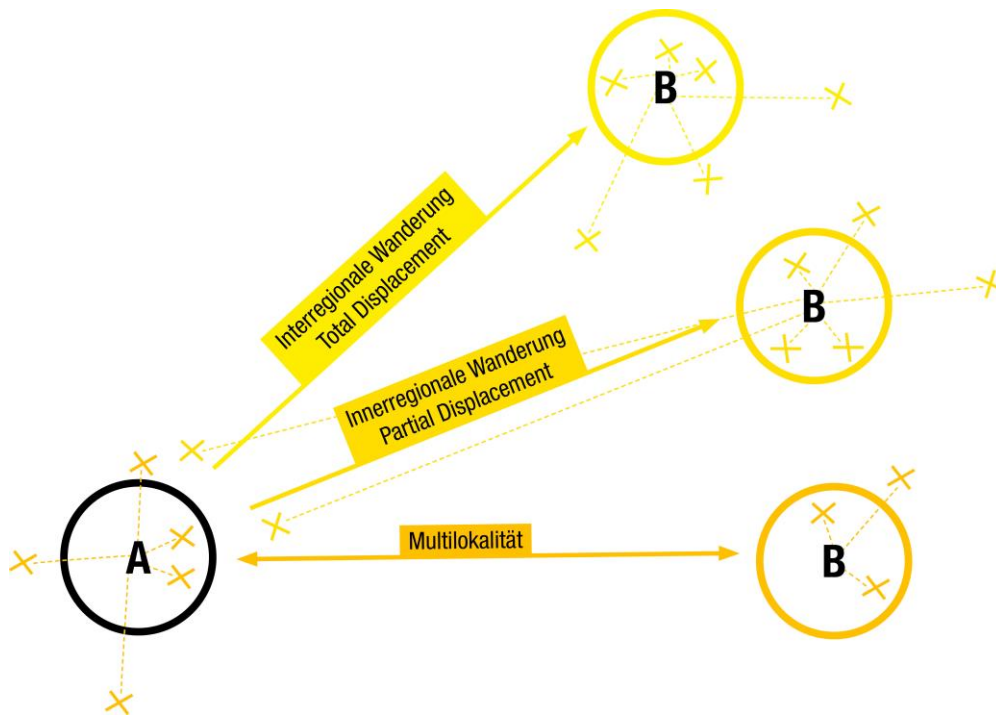 B
Interregionale Wanderung
Total Displacement
B
Innerregionale Wanderung
Partial Displacement
A
Multilokalität
B